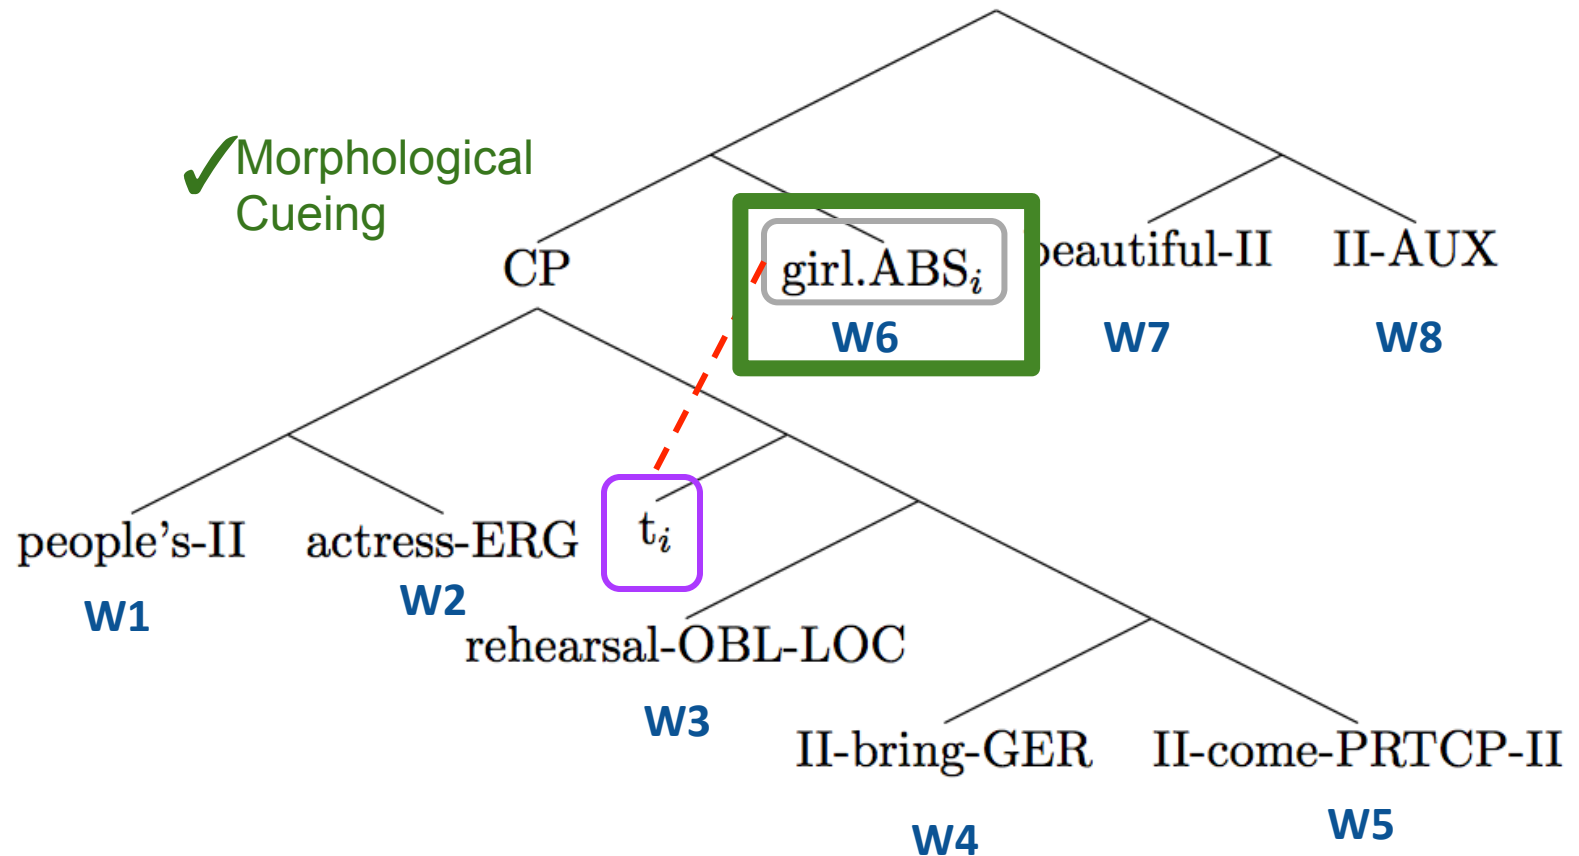 ✓Morphological
Cueing
CP
girl.ABSi
beautiful-II
II-AUX
W6
W7
W8
people's-II
actress-ERG
ti
W1
W2
rehearsal-OBL-LOC
W3
II-bring-GER
II-come-PRTCP-II
W4
W5